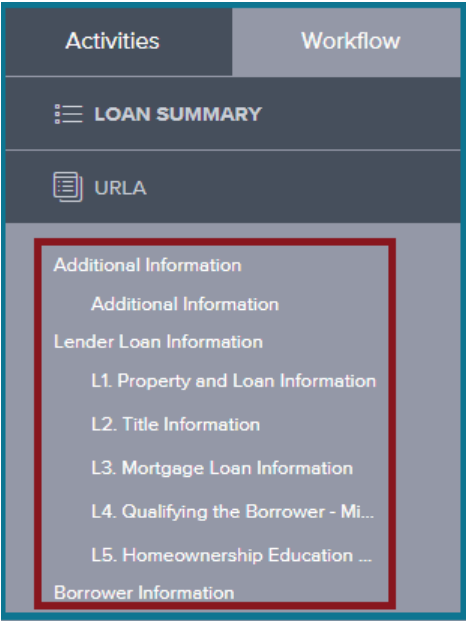 Activities Workflow
LOAN SUMMARY
URLA
Additional Information
Additional Information
Lender Loan Information
L1. Property and Loan Information
L2. Title Information
L3. Mortgage Loan Information
L4. Qualifying the Borrower - Mi...
L5. Homeownership Education ...
Borrower Information